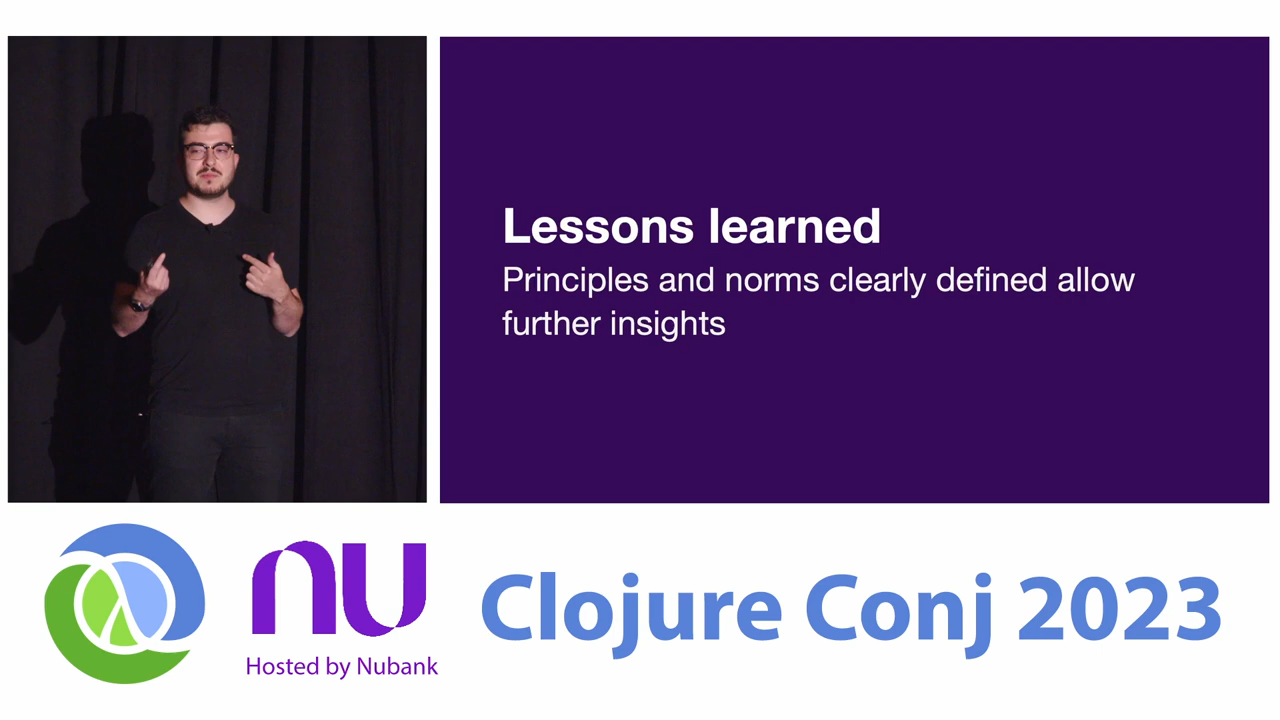 Lessons learned
Principles and norms clearly defined allow
further insights
nu
Hosted by Nubank
Clojure Conj 2023